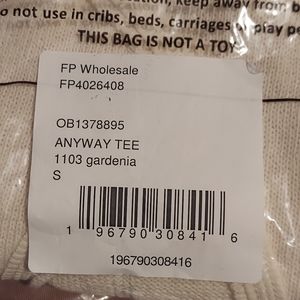 keep away from
not use in cribs, beds, carriages or play
THIS BAG IS NOT A TOY
FP Wholesale
FP4026408
OB1378895
ANYWAY TEE
1103 gardenia
S
1 96790 30841 6
196790308416